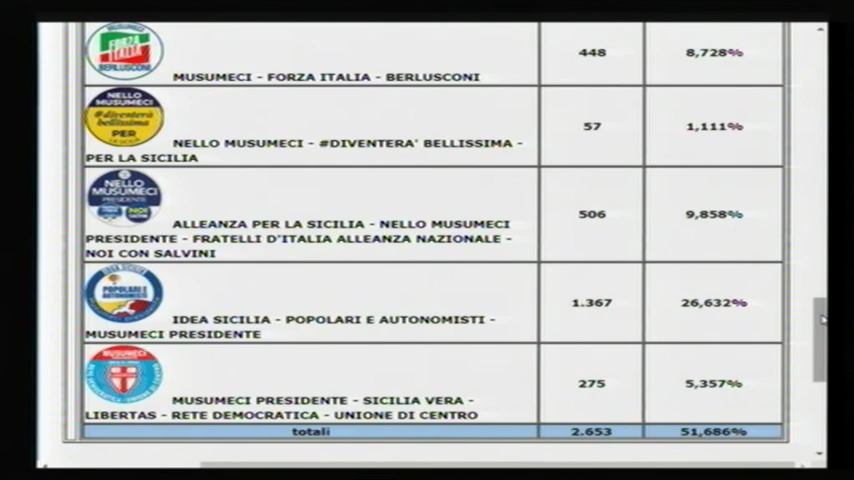 MUSUMECI
FORZA
ITALIA
BERLUSCONI
MUSUMECI - FORZA ITALIA - BERLUSCONI
448
8,728%
NELLO
MUSUMECI
#diventerà
bellissima
PER
NELLO MUSUMECI - #DIVENTERA' BELLISSIMA -
PER LA SICILIA
57
1,111%
NELLO
MUSUMECI
PRESIDENTE
NOI
ALLEANZA PER LA SICILIA - NELLO MUSUMECI
PRESIDENTE - FRATELLI D'ITALIA ALLEANZA NAZIONALE -
NOI CON SALVINI
506
9,858%
IDEA SICILIA
POPOLARI E
AUTONOMISTI
IDEA SICILIA - POPOLARI E AUTONOMISTI -
MUSUMECI PRESIDENTE
1.367
26,632%
MUSUMECI
MUSUMECI PRESIDENTE - SICILIA VERA -
LIBERTAS - RETE DEMOCRATICA - UNIONE DI CENTRO
275
5,357%
totali
2.653
51,686%